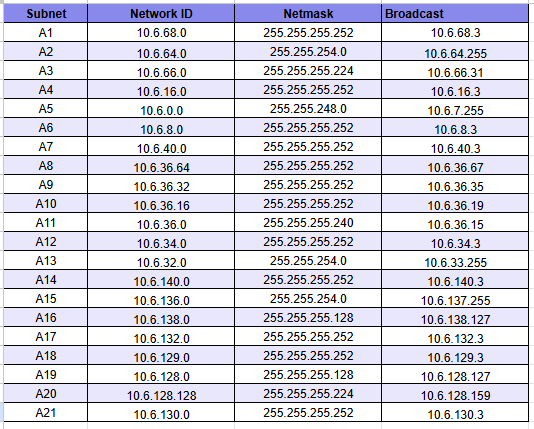 Subnet Network ID Netmask Broadcast
A1 10.6.68.0 255.255.255.252 10.6.68.3
A2 10.6.64.0 255.255.254.0 10.6.64.255
A3 10.6.66.0 255.255.255.224 10.6.66.31
A4 10.6.16.0 255.255.255.252 10.6.16.3
A5 10.6.0.0 255.255.248.0 10.6.7.255
A6 10.6.8.0 255.255.255.252 10.6.8.3
A7 10.6.40.0 255.255.255.252 10.6.40.3
A8 10.6.36.64 255.255.255.252 10.6.36.67
A9 10.6.36.32 255.255.255.252 10.6.36.35
A10 10.6.36.16 255.255.255.252 10.6.36.19
A11 10.6.36.0 255.255.255.240 10.6.36.15
A12 10.6.34.0 255.255.255.252 10.6.34.3
A13 10.6.32.0 255.255.254.0 10.6.33.255
A14 10.6.140.0 255.255.255.252 10.6.140.3
A15 10.6.136.0 255.255.254.0 10.6.137.255
A16 10.6.138.0 255.255.255.128 10.6.138.127
A17 10.6.132.0 255.255.255.252 10.6.132.3
A18 10.6.129.0 255.255.255.252 10.6.129.3
A19 10.6.128.0 255.255.255.128 10.6.128.127
A20 10.6.128.128 255.255.255.224 10.6.128.159
A21 10.6.130.0 255.255.255.252 10.6.130.3